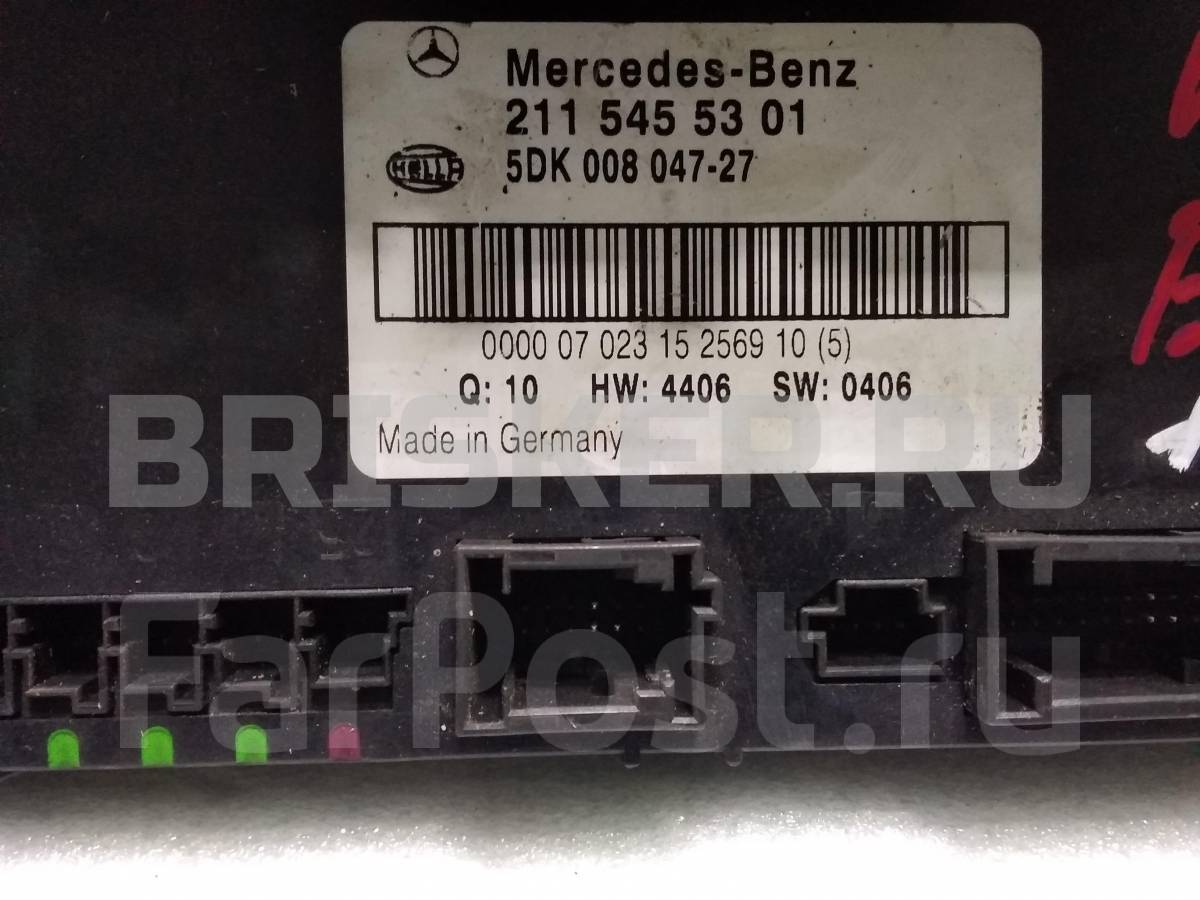 Mercedes-Benz
211 545 53 01
HELLA
5DK 008 047-27
0000 07 023 15 2569 10 (5)
Q: 10 HW: 4406 SW: 0406
Made in Germany
BRISKER.RU
FarPost.ru